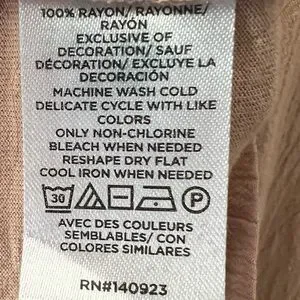 100% RAYON/ RAYONNE/
RAYÓN
EXCLUSIVE OF
DECORATION/ SAUF
DÉCORATION/ EXCLUYE LA
DECORACIÓN
MACHINE WASH COLD
DELICATE CYCLE WITH LIKE
COLORS
ONLY NON-CHLORINE
BLEACH WHEN NEEDED
RESHAPE DRY FLAT
COOL IRON WHEN NEEDED
30 P
AVEC DES COULEURS
SEMBLABLES/ CON
COLORES SIMILARES
RN#140923